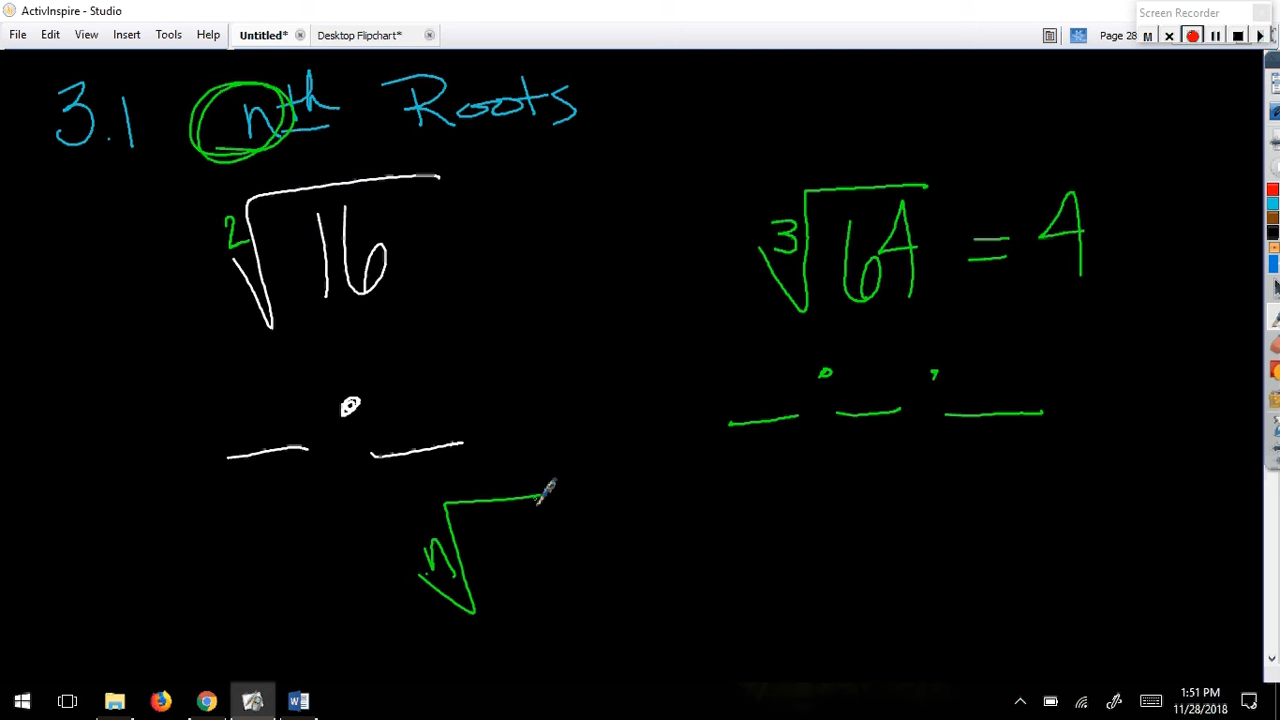 ActivInspire - Studio
Screen Recorder
File Edit View Insert Tools Help Untitled* Desktop Flipchart* Page 28 M
3.1 nth Roots
²√16
³√64 = 4
_ · _
_ · _ · _
ⁿ√
1:51 PM
11/28/2018